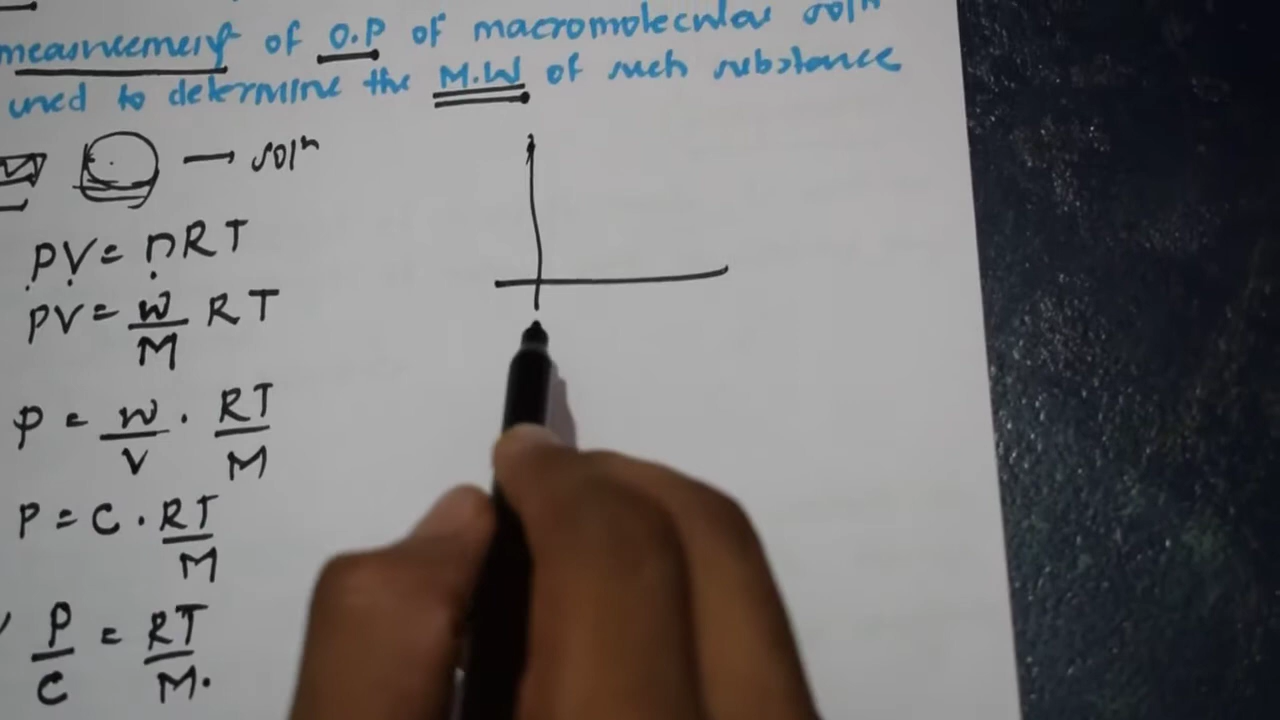 measurement of O.P of macromolecular solⁿ
used to determine the M.W of such substance
→ solⁿ
PV = nRT
PV = W/M RT
P = W/V · RT/M
P = C · RT/M
P/C = RT/M.